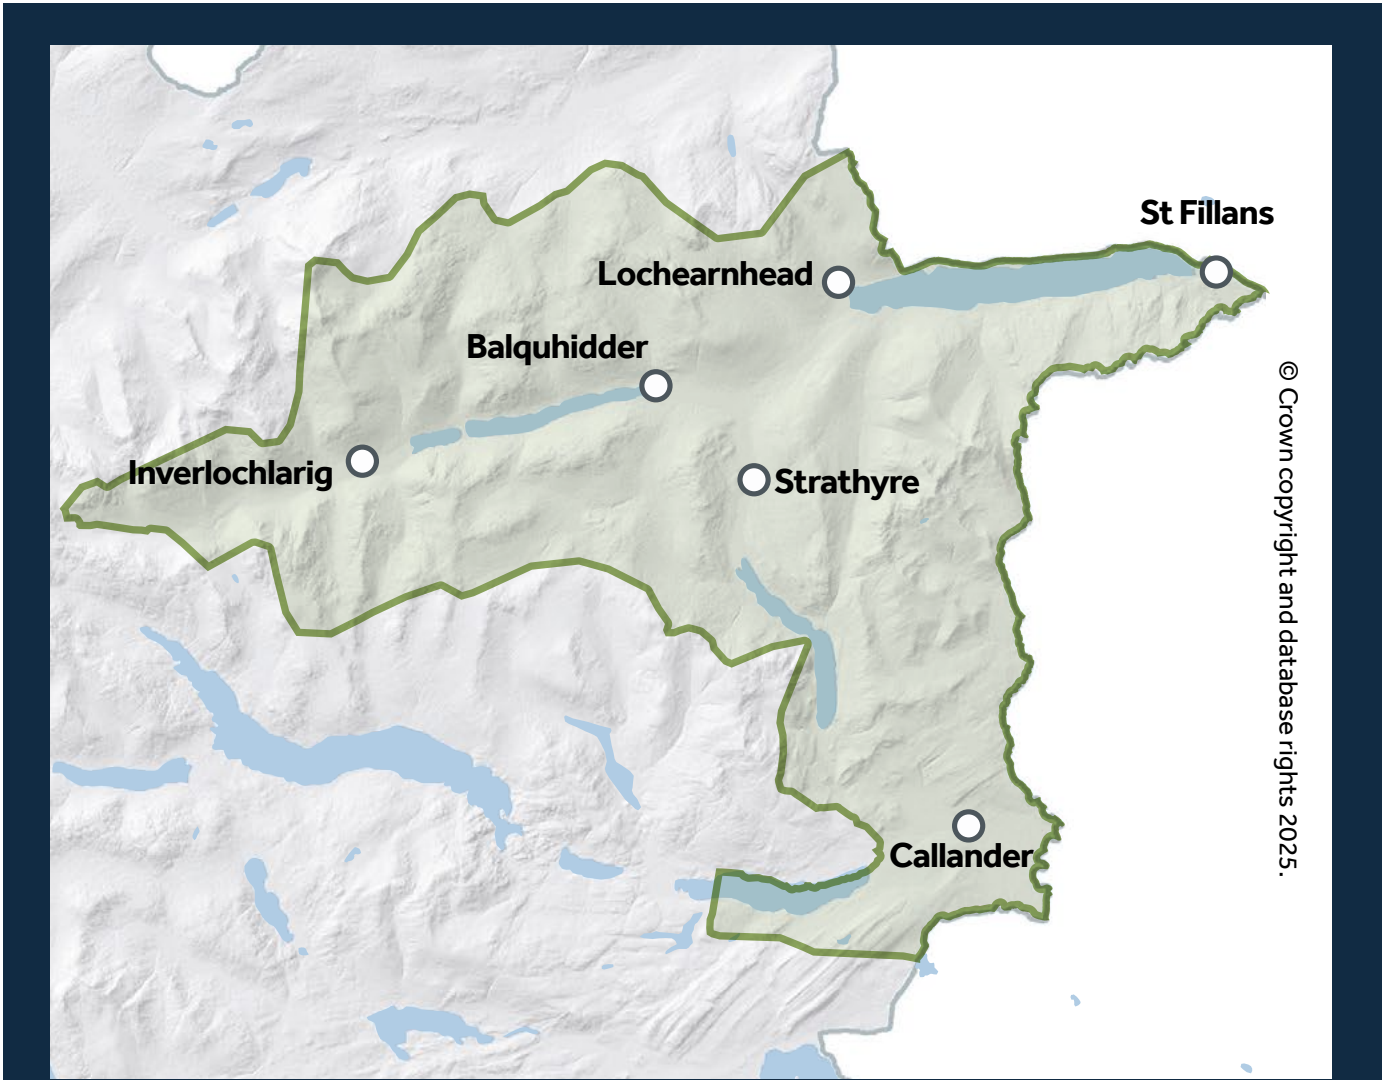 St Fillans
Lochearnhead
Balquhidder
Inverlochlarig
Strathyre
Callander
© Crown copyright and database rights 2025.